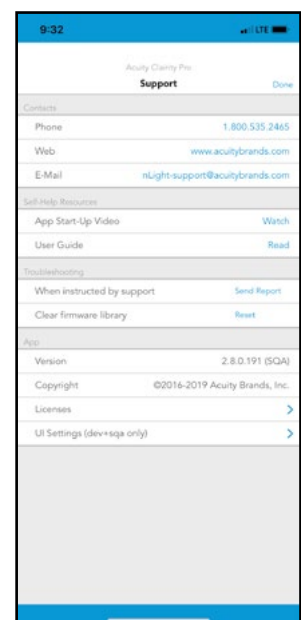 9:32 LTE
Acuity Clairity Pro
Support Done
Contacts
Phone 1.800.535.2465
Web www.acuitybrands.com
E-Mail nLight-support@acuitybrands.com
Self-Help Resources
App Start-Up Video Watch
User Guide Read
Troubleshooting
When instructed by support Send Report
Clear firmware library Reset
App
Version 2.8.0.191 (SQA)
Copyright ©2016-2019 Acuity Brands, Inc.
Licenses
UI Settings (dev+sqa only)